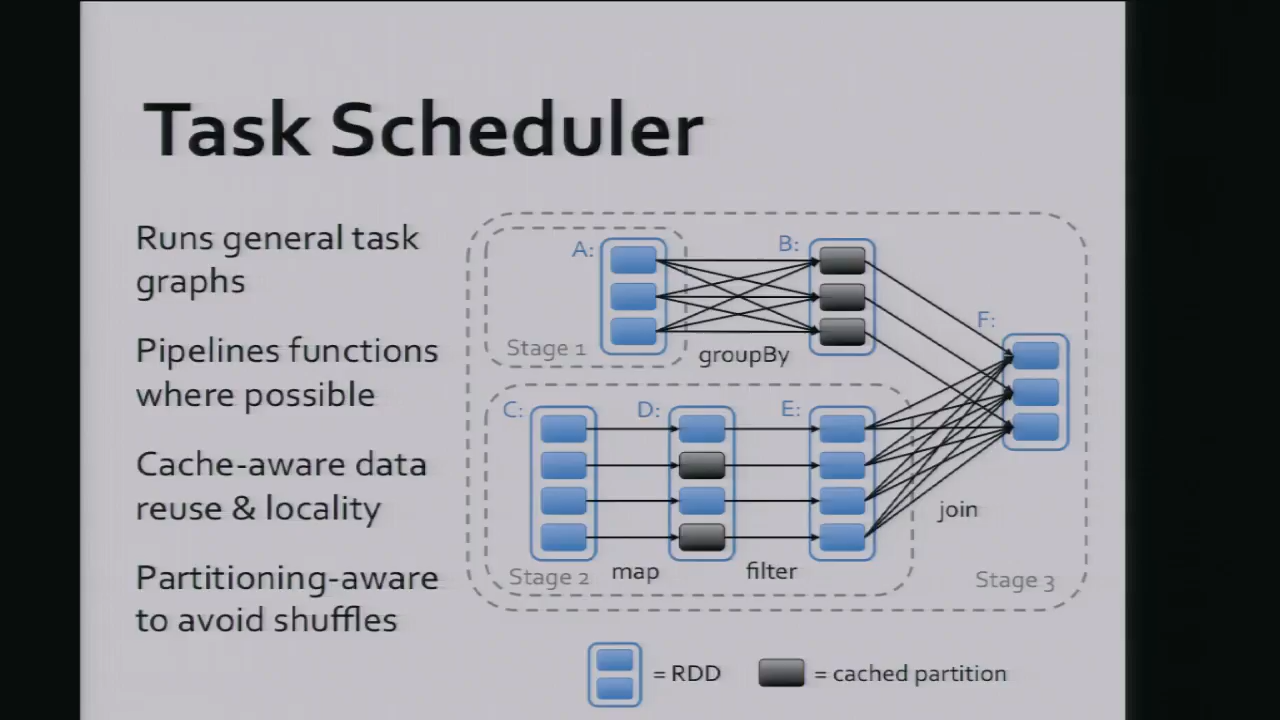 Task Scheduler
Runs general task
graphs
Pipelines functions
where possible
Cache-aware data
reuse & locality
Partitioning-aware
to avoid shuffles
A:
B:
Stage 1
groupBy
F:
C:
D:
E:
join
Stage 2
map
filter
Stage 3
= RDD
= cached partition